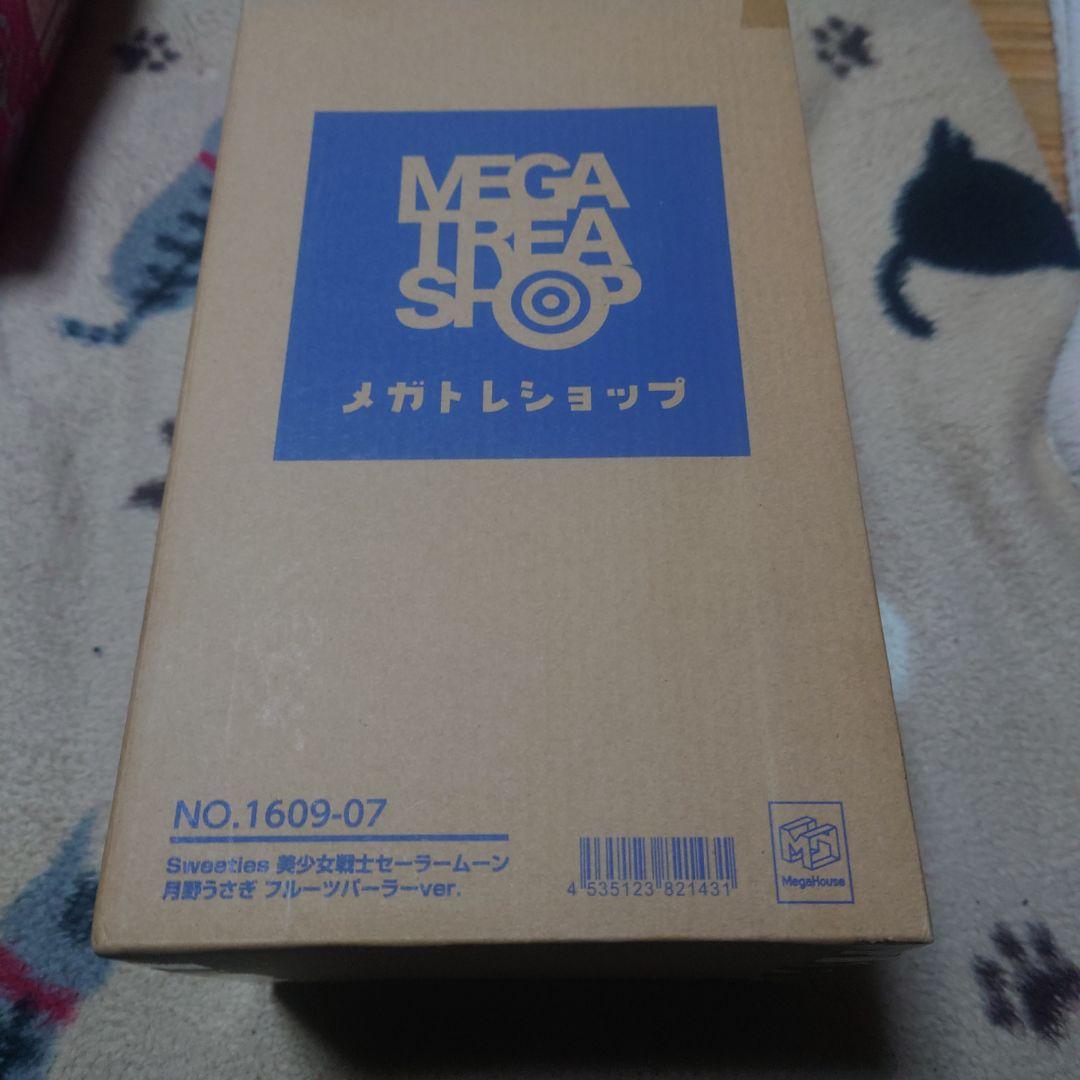 MEGA
TREA
SHOP
メガトレショップ
NO.1609-07
Sweeties 美少女戦士セーラームーン
月野うさぎ フルーツパーラーver.
4 535123 821431
MegaHouse